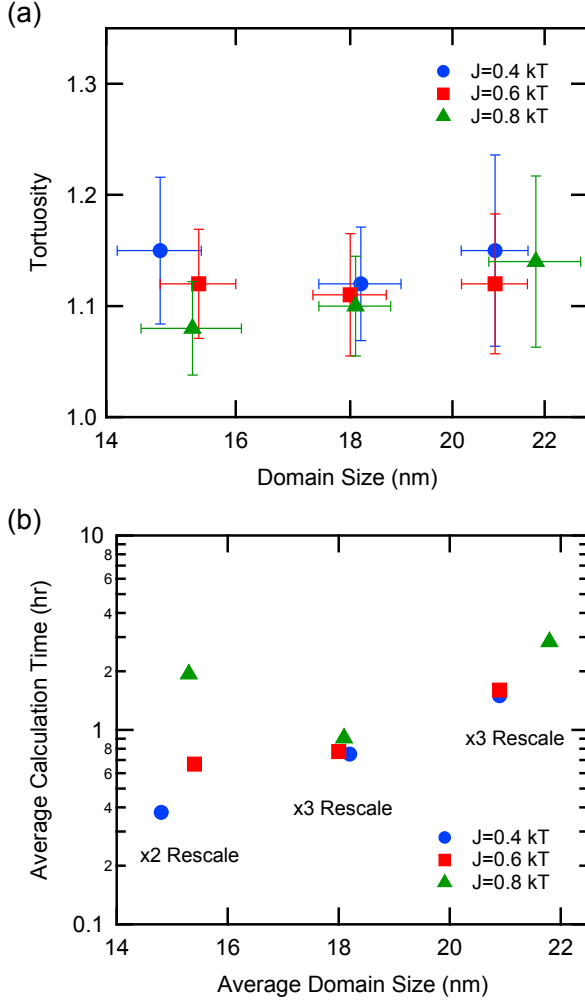 (a)
1.3
1.2
1.1
1.0
Tortuosity
J=0.4 kT
J=0.6 kT
J=0.8 kT
14
16
18
20
22
Domain Size (nm)
(b)
10
8
6
4
2
1
8
6
4
2
0.1
Average Calculation Time (hr)
x2 Rescale
x3 Rescale
x3 Rescale
J=0.4 kT
J=0.6 kT
J=0.8 kT
14
16
18
20
22
Average Domain Size (nm)